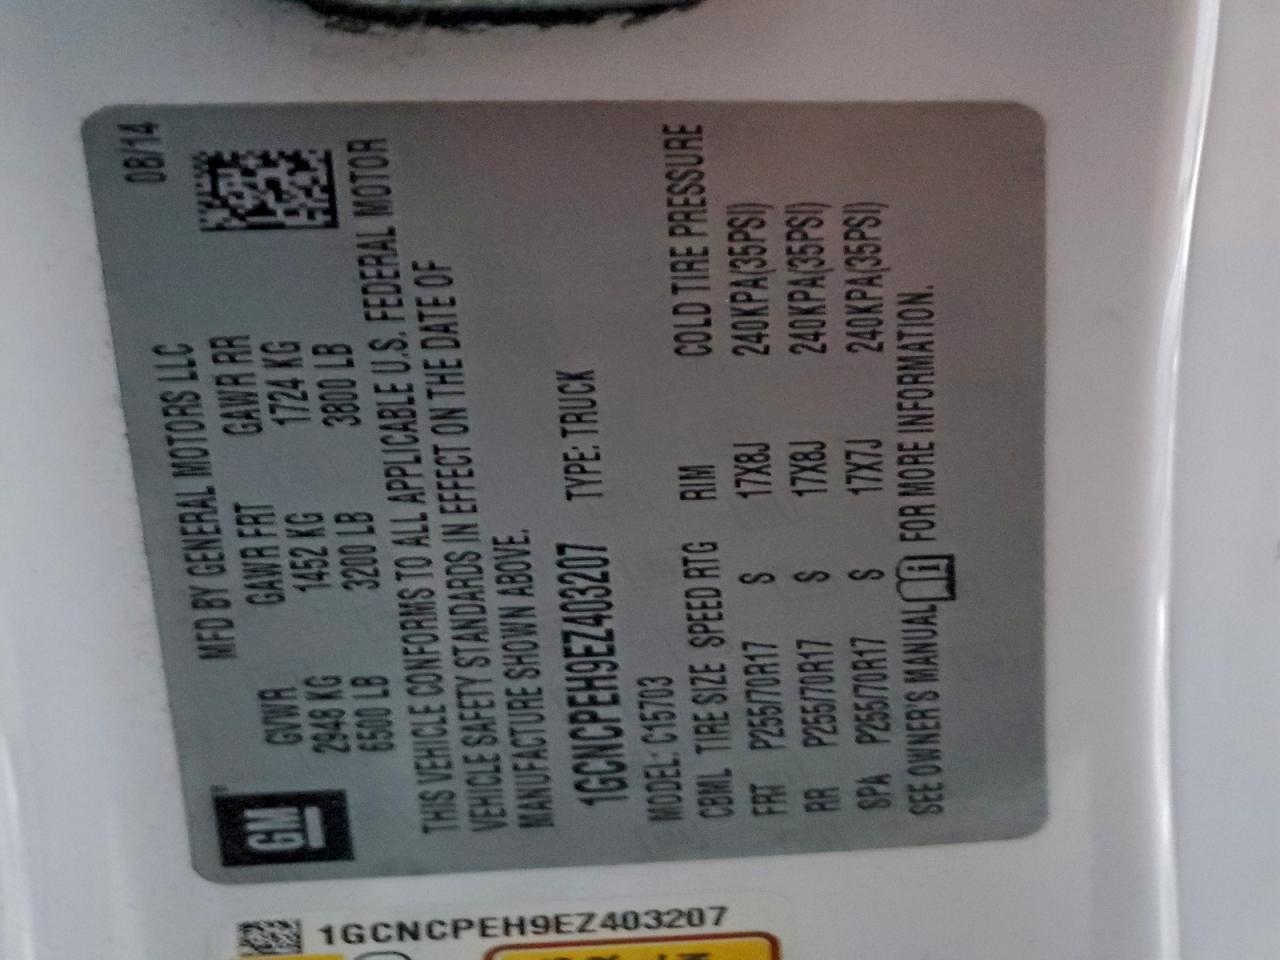 GM
MFD BY GENERAL MOTORS LLC 08/14
GVWR GAWR FRT GAWR RR
2948 KG 1452 KG 1724 KG
6500 LB 3200 LB 3800 LB
THIS VEHICLE CONFORMS TO ALL APPLICABLE U.S. FEDERAL MOTOR
VEHICLE SAFETY STANDARDS IN EFFECT ON THE DATE OF
MANUFACTURE SHOWN ABOVE.
1GCNCPEH9EZ403207 TYPE: TRUCK
MODEL: C15703
CBML TIRE SIZE SPEED RTG RIM COLD TIRE PRESSURE
FRT P255/70R17 S 17X8J 240KPA(35PSI)
RR P255/70R17 S 17X8J 240KPA(35PSI)
SPA P255/70R17 S 17X7J 240KPA(35PSI)
SEE OWNER'S MANUAL FOR MORE INFORMATION.
1GCNCPEH9EZ403207